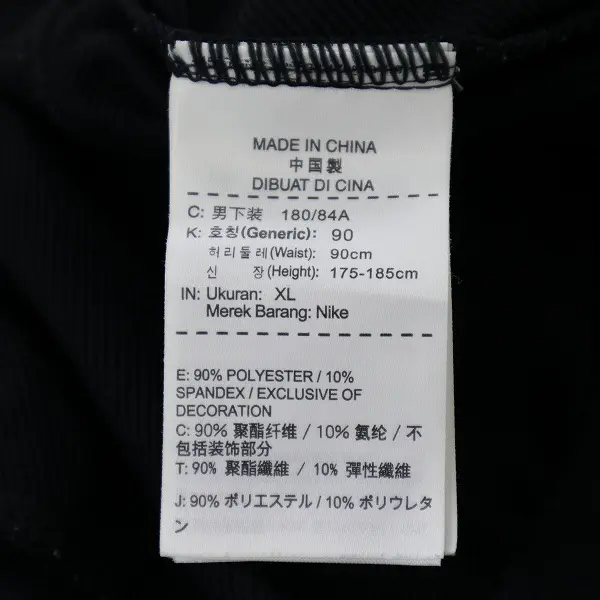 MADE IN CHINA
中国製
DIBUAT DI CINA
C: 男下装 180/84A
K: 호칭(Generic): 90
허리둘레(Waist): 90cm
신 장(Height): 175-185cm
IN: Ukuran: XL
Merek Barang: Nike
E: 90% POLYESTER / 10%
SPANDEX / EXCLUSIVE OF
DECORATION
C: 90% 聚酯纤维 / 10% 氨纶 / 不
包括装饰部分
T: 90% 聚酯纖維 / 10% 彈性纖維
J: 90% ポリエステル / 10% ポリウレタ
ン